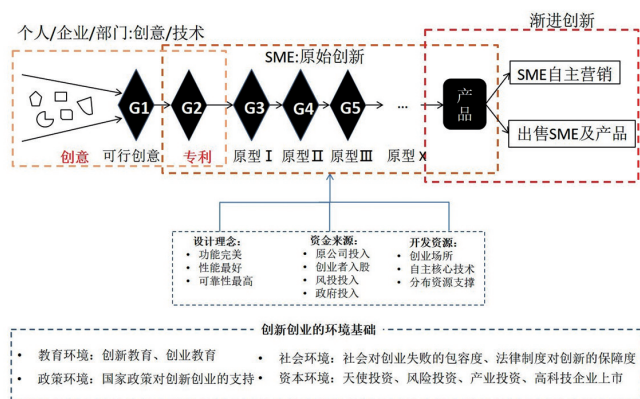 个人/企业/部门:创意/技术
渐进创新
SME:原始创新
G1
G2
G3
G4
G5
...
产品
SME自主营销
出售SME及产品
创意
可行创意
专利
原型Ⅰ
原型Ⅱ
原型Ⅲ
原型X
设计理念:
• 功能完美
• 性能最好
• 可靠性最高
资金来源:
• 原公司投入
• 创业者入股
• 风投投入
• 政府投入
开发资源:
• 创业场所
• 自主核心技术
• 分布资源支撑
创新创业的环境基础
• 教育环境：创新教育、创业教育
• 社会环境：社会对创业失败的包容度、法律制度对创新的保障度
• 政策环境：国家政策对创新创业的支持
• 资本环境：天使投资、风险投资、产业投资、高科技企业上市